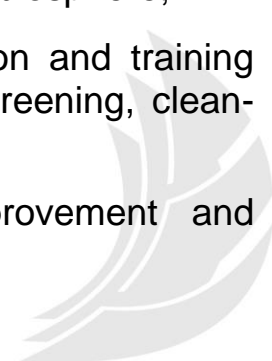 on and training
reening, clean-
provement and